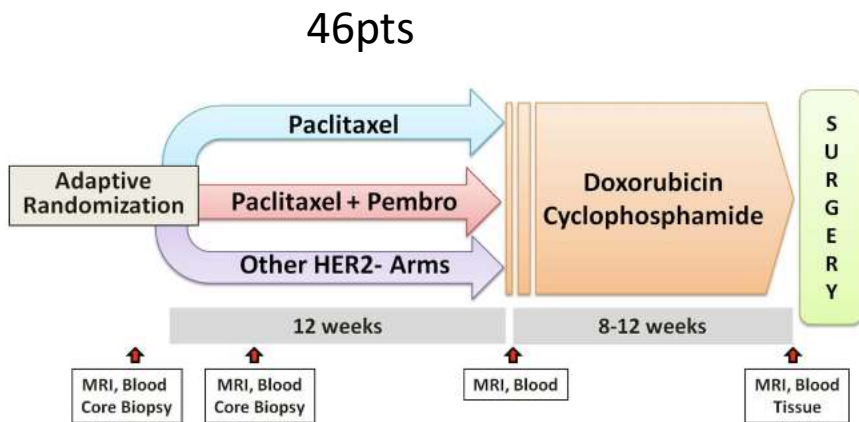 46pts
Paclitaxel
Adaptive
Randomization
Paclitaxel + Pembro
Other HER2- Arms
Doxorubicin
Cyclophosphamide
S
U
R
G
E
R
Y
12 weeks
8-12 weeks
MRI, Blood
Core Biopsy
MRI, Blood
Core Biopsy
MRI, Blood
MRI, Blood
Tissue